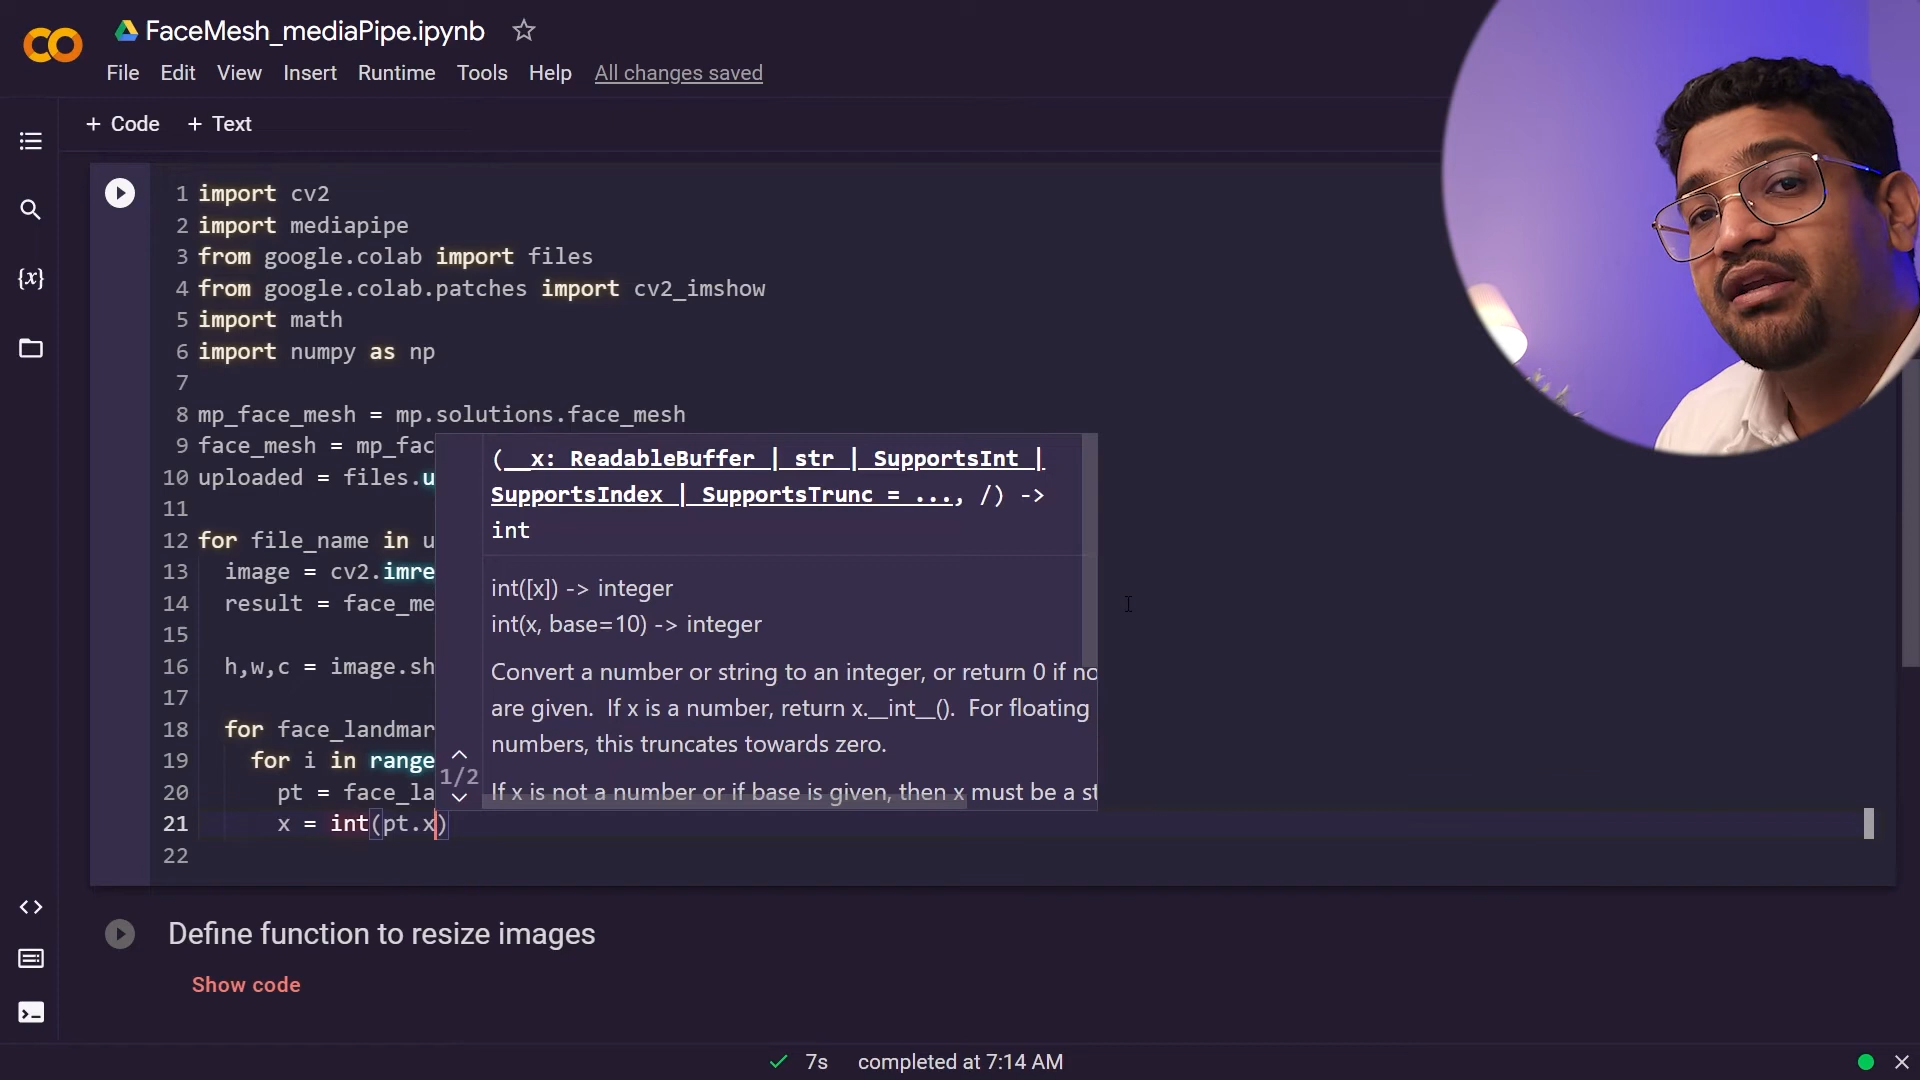 FaceMesh_mediaPipe.ipynb
File Edit View Insert Runtime Tools Help All changes saved
+ Code + Text
1 import cv2
2 import mediapipe
3 from google.colab import files
4 from google.colab.patches import cv2_imshow
5 import math
6 import numpy as np
7
8 mp_face_mesh = mp.solutions.face_mesh
9 face_mesh = mp_fac
10 uploaded = files.u
11
12 for file_name in u
13 image = cv2.imre
14 result = face_me
15
16 h,w,c = image.sh
17
18 for face_landmar
19 for i in range
20 pt = face_la
21 x = int(pt.x)
22
(__x: ReadableBuffer | str | SupportsInt |
SupportsIndex | SupportsTrunc = ..., /) ->
int
int([x]) -> integer
int(x, base=10) -> integer
Convert a number or string to an integer, or return 0 if no
are given. If x is a number, return x.__int__(). For floating
numbers, this truncates towards zero.
If x is not a number or if base is given, then x must be a st
1/2
{x}
Define function to resize images
Show code
7s completed at 7:14 AM